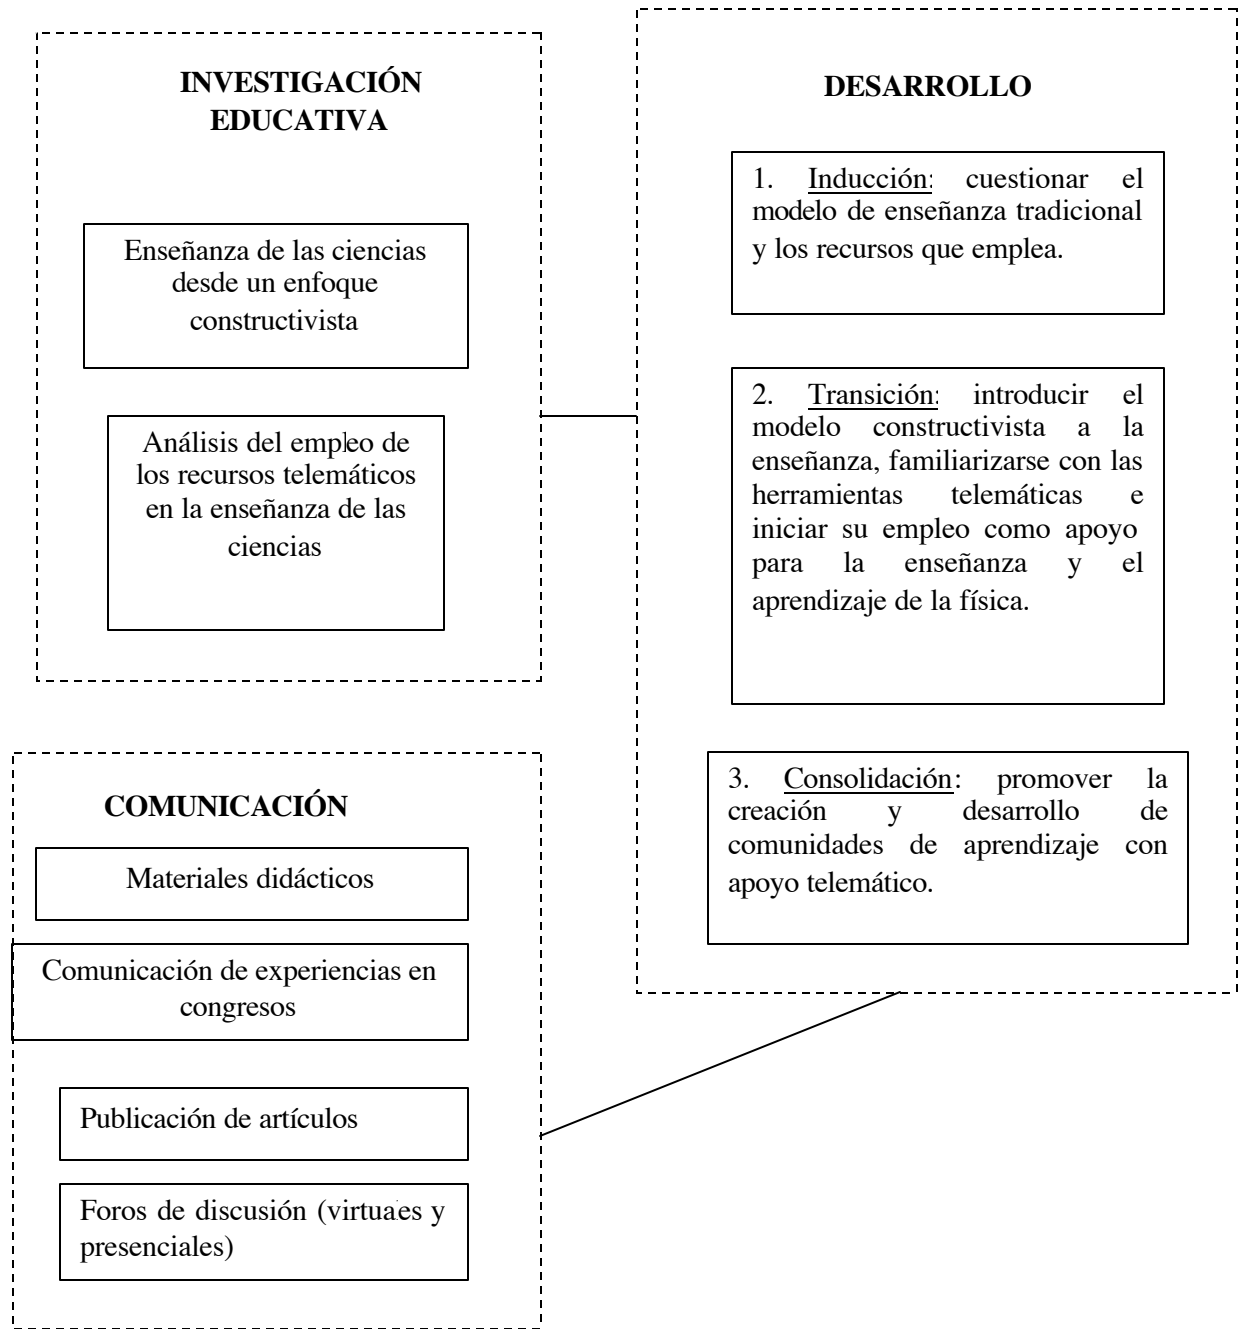 INVESTIGACIÓN
EDUCATIVA
Enseñanza de las ciencias
desde un enfoque
constructivista
Análisis del empleo de
los recursos telemáticos
en la enseñanza de las
ciencias
DESARROLLO
1. Inducción: cuestionar el
modelo de enseñanza tradicional
y los recursos que emplea.
2. Transición: introducir el
modelo constructivista a la
enseñanza, familiarizarse con las
herramientas telemáticas e
iniciar su empleo como apoyo
para la enseñanza y el
aprendizaje de la física.
3. Consolidación: promover la
creación y desarrollo de
comunidades de aprendizaje con
apoyo telemático.
COMUNICACIÓN
Materiales didácticos
Comunicación de experiencias en
congresos
Publicación de artículos
Foros de discusión (virtuales y
presenciales)